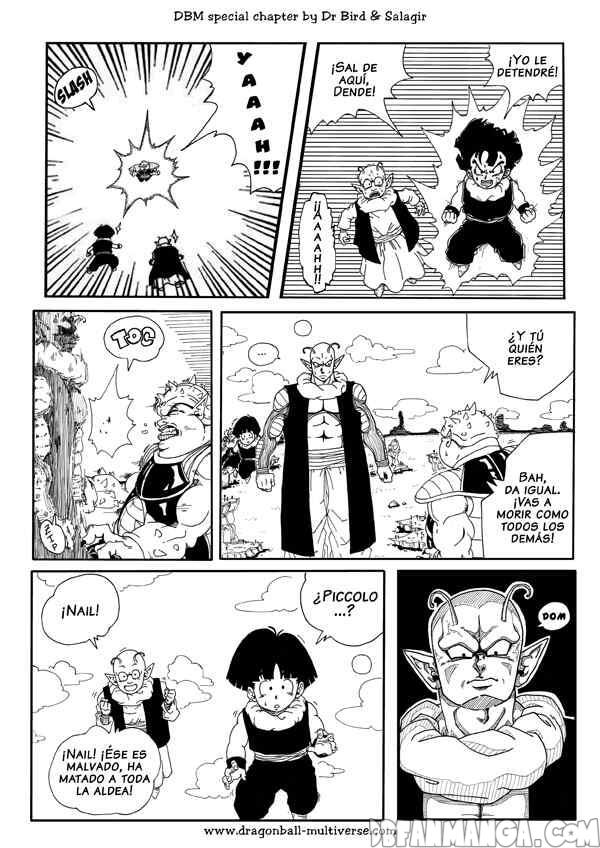 DBM special chapter by Dr Bird & Salagir
SLASH
YAAAH!!!
¡Sal de
aquí,
Dende!
¡Yo le
detendré!
¡¡AAAAHH!!
TOC
...
¿Y tú
quién
eres?
Bah,
da igual.
¡Vas a
morir como
todos los
demás!
¡Nail!
¿Piccolo
...?
¡Nail! ¡Ése es
malvado, ha
matado a toda
la aldea!
DOM
www.dragonball-multiverse.com
DBFANMANGA.COM